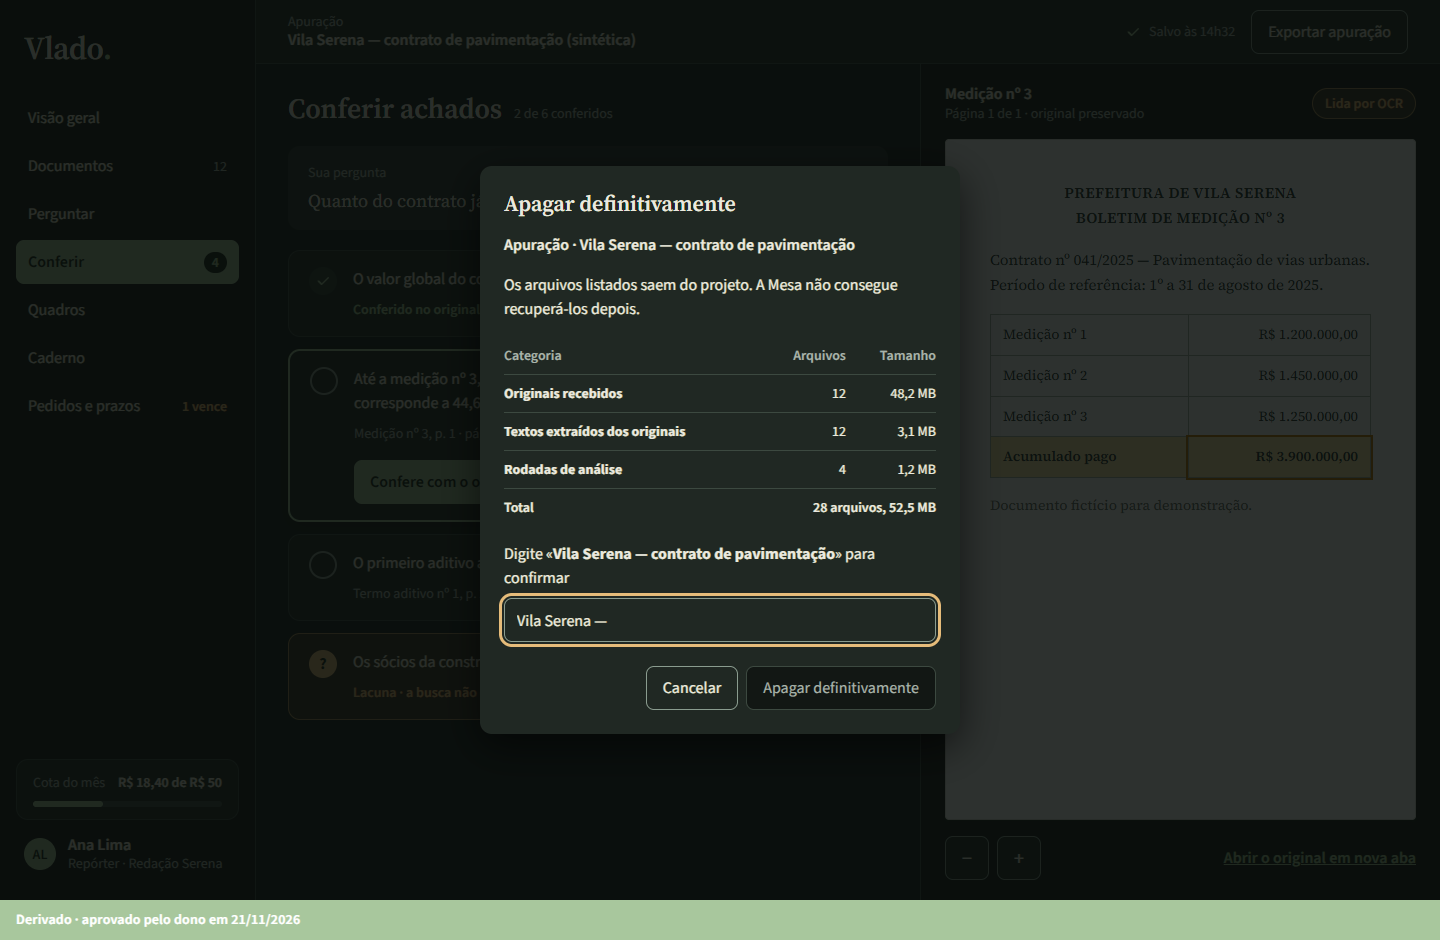 Vlado.
Visão geral
Documentos 12
Perguntar
Conferir 4
Quadros
Caderno
Pedidos e prazos 1 vence
Cota do mês R$ 18,40 de R$ 50
AL
Ana Lima
Repórter · Redação Serena
Apuração
Vila Serena — contrato de pavimentação (sintética)
Salvo às 14h32
Exportar apuração
Conferir achados 2 de 6 conferidos
Sua pergunta
Quanto do contrato já
O valor global do co
Conferido no original
Até a medição nº 3,
corresponde a 44,6
Medição nº 3, p. 1 · pá
Confere com o o
O primeiro aditivo a
Termo aditivo nº 1, p.
?
Os sócios da constr
Lacuna · a busca não
Apagar definitivamente
Apuração · Vila Serena — contrato de pavimentação
Os arquivos listados saem do projeto. A Mesa não consegue
recuperá-los depois.
Categoria Arquivos Tamanho
Originais recebidos 12 48,2 MB
Textos extraídos dos originais 12 3,1 MB
Rodadas de análise 4 1,2 MB
Total 28 arquivos, 52,5 MB
Digite «Vila Serena — contrato de pavimentação» para
confirmar
Vila Serena —
Cancelar Apagar definitivamente
Medição nº 3
Página 1 de 1 · original preservado
Lida por OCR
PREFEITURA DE VILA SERENA
BOLETIM DE MEDIÇÃO Nº 3
Contrato nº 041/2025 — Pavimentação de vias urbanas.
Período de referência: 1º a 31 de agosto de 2025.
Medição nº 1 R$ 1.200.000,00
Medição nº 2 R$ 1.450.000,00
Medição nº 3 R$ 1.250.000,00
Acumulado pago R$ 3.900.000,00
Documento fictício para demonstração.
− +
Abrir o original em nova aba
Derivado · aprovado pelo dono em 21/11/2026